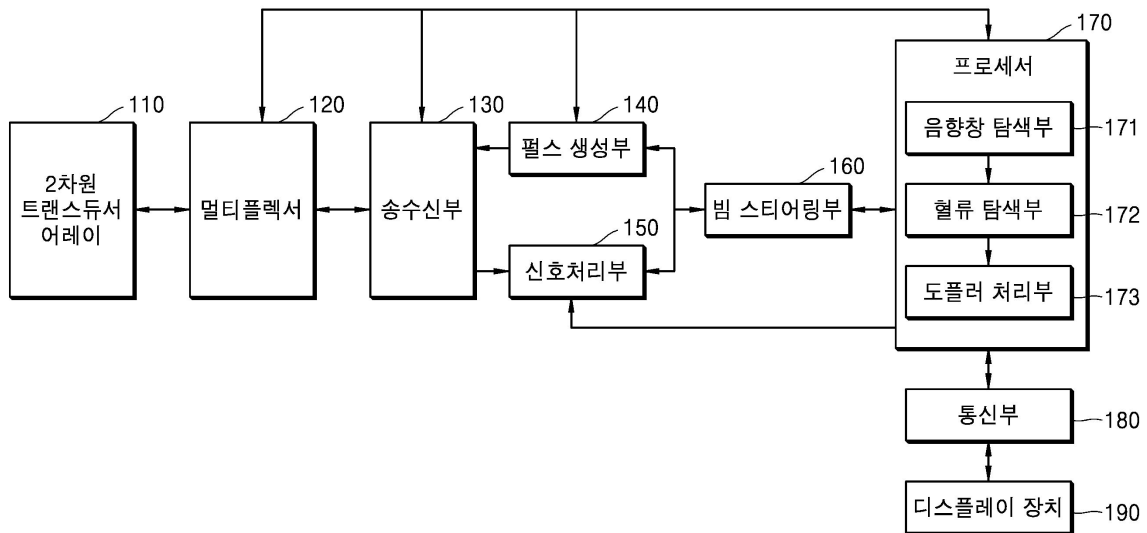 170
프로세서
110
120
130
140
음향창 탐색부
171
펄스 생성부
160
2차원
트랜스듀서
어레이
멀티플렉서
송수신부
빔 스티어링부
혈류 탐색부
172
150
신호처리부
도플러 처리부
173
통신부
180
디스플레이 장치
190